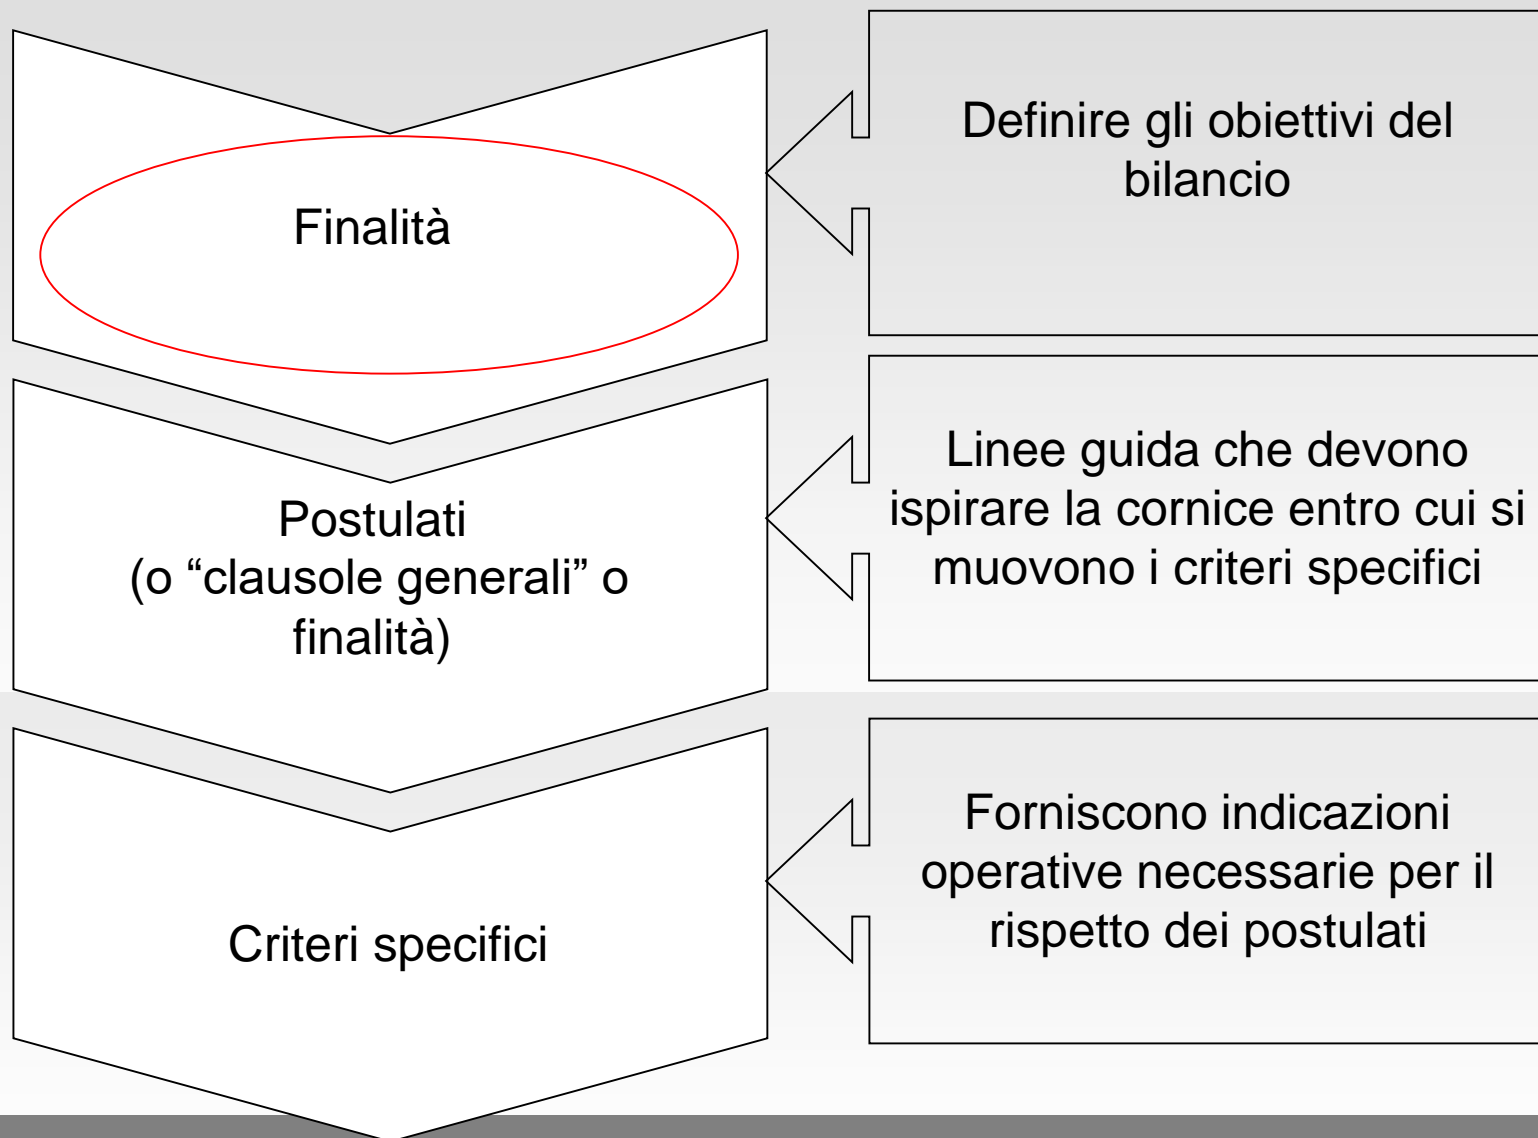 Finalità
Definire gli obiettivi del
bilancio
Postulati
(o “clausole generali” o
finalità)
Linee guida che devono
ispirare la cornice entro cui si
muovono i criteri specifici
Criteri specifici
Forniscono indicazioni
operative necessarie per il
rispetto dei postulati